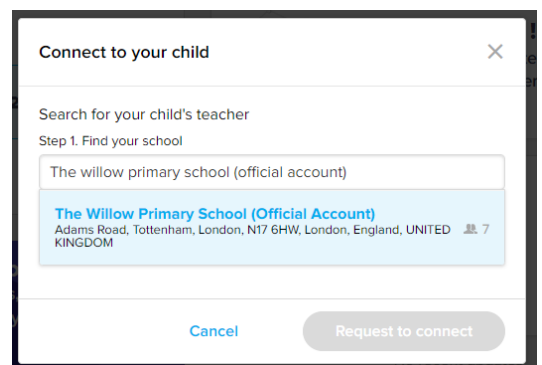 Connect to your child
Search for your child's teacher
Step 1. Find your school
The willow primary school (official account)
The Willow Primary School (Official Account)
Adams Road, Tottenham, London, N17 6HW, London, England, UNITED
KINGDOM
7
Cancel
Request to connect